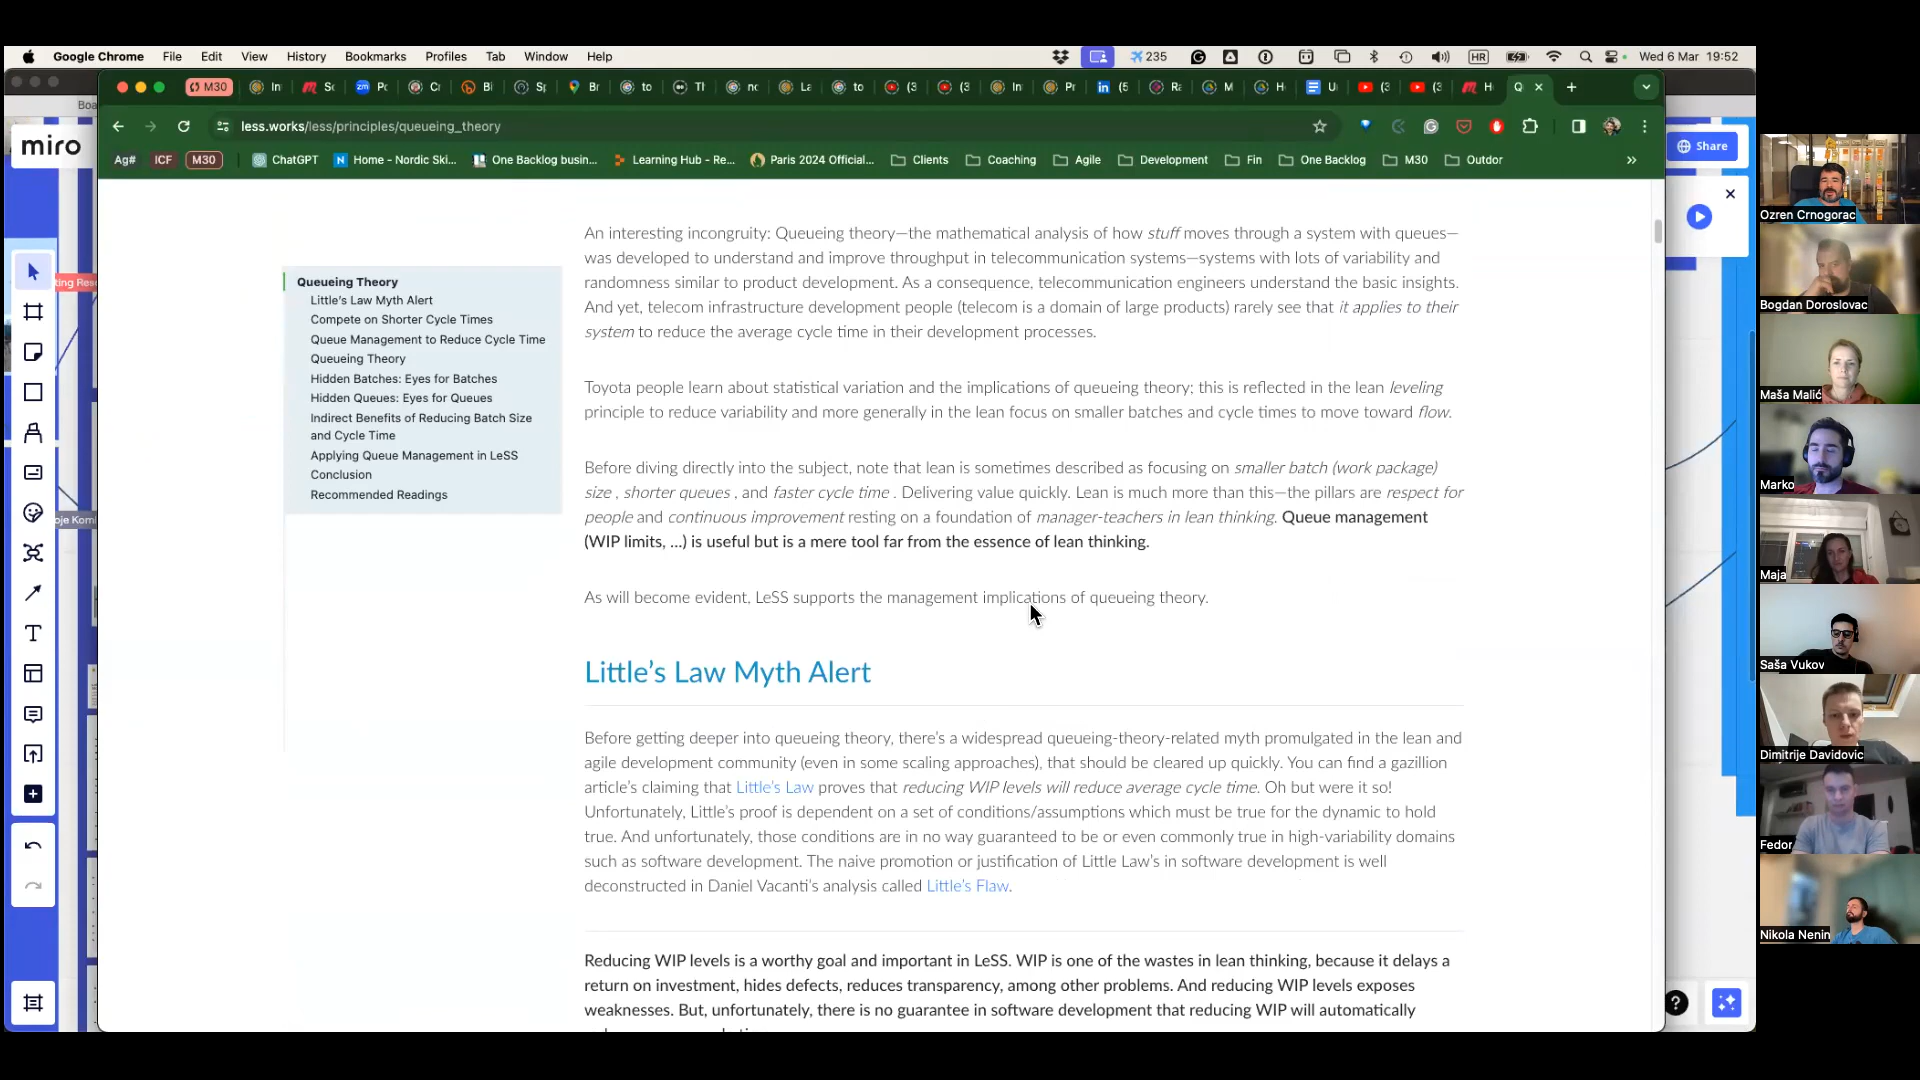 Google Chrome File Edit View History Bookmarks Profiles Tab Window Help
235 HR Wed 6 Mar 19:52
M30
less.works/less/principles/queueing_theory
Ag# ICF M30 ChatGPT Home - Nordic Ski... One Backlog busin... Learning Hub - Re... Paris 2024 Official... Clients Coaching Agile Development Fin One Backlog M30 Outdor
miro
Share
Queueing Theory
Little's Law Myth Alert
Compete on Shorter Cycle Times
Queue Management to Reduce Cycle Time
Queueing Theory
Hidden Batches: Eyes for Batches
Hidden Queues: Eyes for Queues
Indirect Benefits of Reducing Batch Size
and Cycle Time
Applying Queue Management in LeSS
Conclusion
Recommended Readings
An interesting incongruity: Queueing theory—the mathematical analysis of how stuff moves through a system with queues—
was developed to understand and improve throughput in telecommunication systems—systems with lots of variability and
randomness similar to product development. As a consequence, telecommunication engineers understand the basic insights.
And yet, telecom infrastructure development people (telecom is a domain of large products) rarely see that it applies to their
system to reduce the average cycle time in their development processes.
Toyota people learn about statistical variation and the implications of queueing theory; this is reflected in the lean leveling
principle to reduce variability and more generally in the lean focus on smaller batches and cycle times to move toward flow.
Before diving directly into the subject, note that lean is sometimes described as focusing on smaller batch (work package)
size , shorter queues , and faster cycle time . Delivering value quickly. Lean is much more than this—the pillars are respect for
people and continuous improvement resting on a foundation of manager-teachers in lean thinking. Queue management
(WIP limits, ...) is useful but is a mere tool far from the essence of lean thinking.
As will become evident, LeSS supports the management implications of queueing theory.
Little's Law Myth Alert
Before getting deeper into queueing theory, there's a widespread queueing-theory-related myth promulgated in the lean and
agile development community (even in some scaling approaches), that should be cleared up quickly. You can find a gazillion
article's claiming that Little's Law proves that reducing WIP levels will reduce average cycle time. Oh but were it so!
Unfortunately, Little's proof is dependent on a set of conditions/assumptions which must be true for the dynamic to hold
true. And unfortunately, those conditions are in no way guaranteed to be or even commonly true in high-variability domains
such as software development. The naive promotion or justification of Little Law's in software development is well
deconstructed in Daniel Vacanti's analysis called Little's Flaw.
Reducing WIP levels is a worthy goal and important in LeSS. WIP is one of the wastes in lean thinking, because it delays a
return on investment, hides defects, reduces transparency, among other problems. And reducing WIP levels exposes
weaknesses. But, unfortunately, there is no guarantee in software development that reducing WIP will automatically
Ozren Crnogorac
Bogdan Doroslovac
Maša Malić
Marko
Maja
Saša Vukov
Dimitrije Davidovic
Fedor
Nikola Nenin